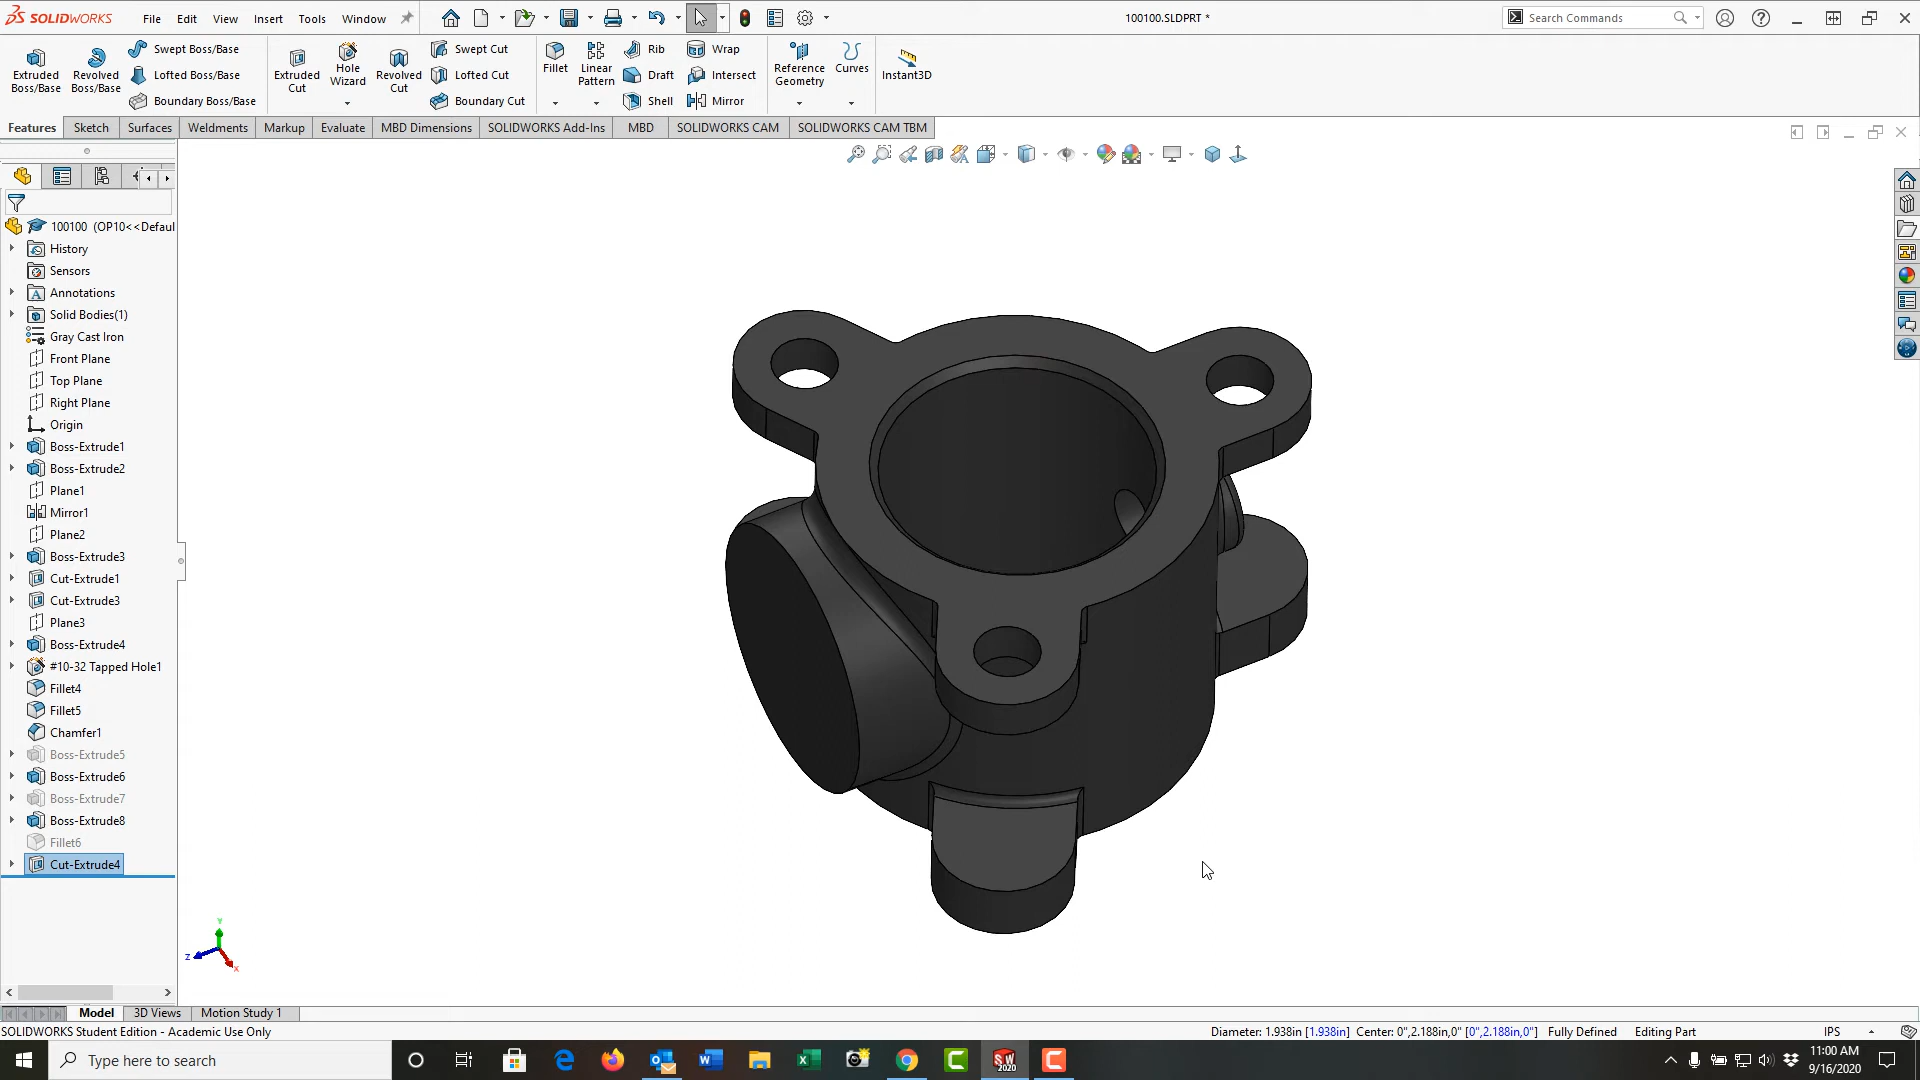 SOLIDWORKS File Edit View Insert Tools Window 100100.SLDPRT * Search Commands
Extruded Boss/Base
Revolved Boss/Base
Swept Boss/Base
Lofted Boss/Base
Boundary Boss/Base
Extruded Cut
Hole Wizard
Revolved Cut
Swept Cut
Lofted Cut
Boundary Cut
Fillet
Linear Pattern
Rib
Draft
Shell
Wrap
Intersect
Mirror
Reference Geometry
Curves
Instant3D
Features Sketch Surfaces Weldments Markup Evaluate MBD Dimensions SOLIDWORKS Add-Ins MBD SOLIDWORKS CAM SOLIDWORKS CAM TBM
100100 (OP10<<Defaul
History
Sensors
Annotations
Solid Bodies(1)
Gray Cast Iron
Front Plane
Top Plane
Right Plane
Origin
Boss-Extrude1
Boss-Extrude2
Plane1
Mirror1
Plane2
Boss-Extrude3
Cut-Extrude1
Cut-Extrude3
Plane3
Boss-Extrude4
#10-32 Tapped Hole1
Fillet4
Fillet5
Chamfer1
Boss-Extrude5
Boss-Extrude6
Boss-Extrude7
Boss-Extrude8
Fillet6
Cut-Extrude4
Y
Z
X
Model 3D Views Motion Study 1
SOLIDWORKS Student Edition - Academic Use Only Diameter: 1.938in [1.938in] Center: 0",2.188in,0" [0",2.188in,0"] Fully Defined Editing Part IPS
Type here to search
SW 2020
11:00 AM
9/16/2020